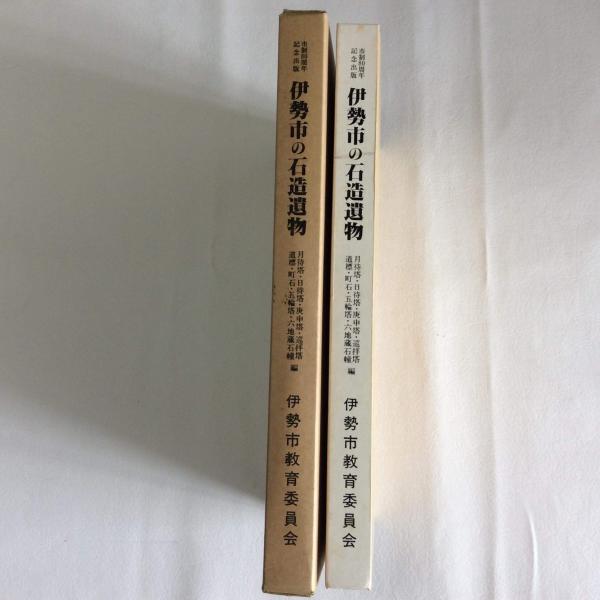 市制80周年
記念出版
伊勢市の石造遺物
月待塔・日待塔・庚申塔・巡拝塔
道標・町石・五輪塔・六地蔵石幢
編
伊勢市教育委員会
市制80周年
記念出版
伊勢市の石造遺物
月待塔・日待塔・庚申塔・巡拝塔
道標・町石・五輪塔・六地蔵石幢
編
伊勢市教育委員会